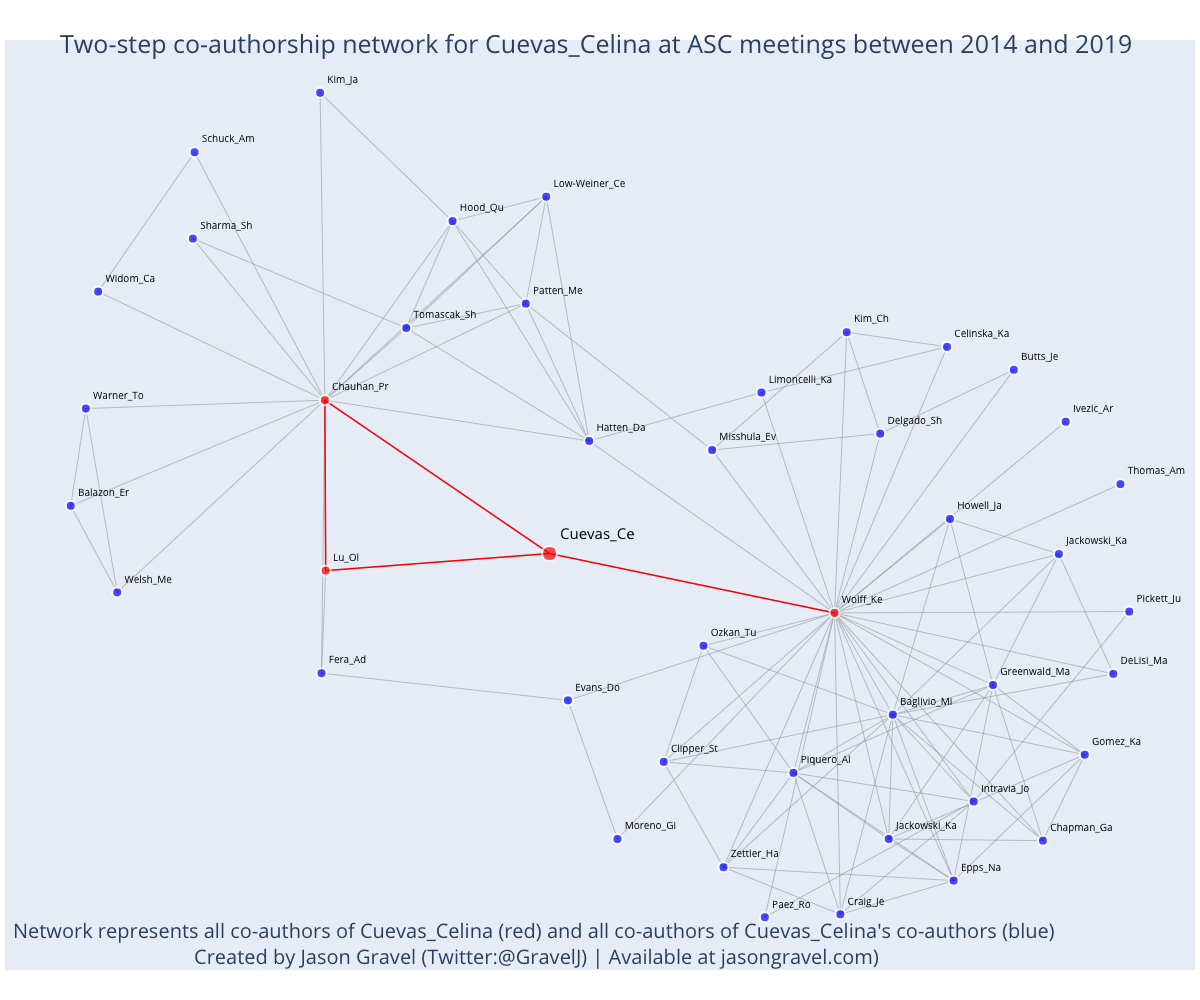 Two-step co-authorship network for Cuevas_Celina at ASC meetings between 2014 and 2019
Kim_Ja
Schuck_Am
Low-Weiner_Ce
Hood_Qu
Sharma_Sh
Widom_Ca
Patten_Me
Tomascak_Sh
Kim_Ch
Celinska_Ka
Butts_Je
Limoncelli_Ka
Chauhan_Pr
Warner_To
Ivezic_Ar
Delgado_Sh
Hatten_Da
Misshula_Ev
Thomas_Am
Balazon_Er
Howell_Ja
Cuevas_Ce
Jackowski_Ka
Lu_Ol
Welsh_Me
Wolff_Ke
Pickett_Ju
Ozkan_Tu
Fera_Ad
DeLisi_Ma
Greenwald_Ma
Evans_Do
Baglivio_Mi
Gomez_Ka
Clipper_St
Piquero_Al
Intravia_Jo
Moreno_Gi
Jackowski_Ka
Chapman_Ga
Zettler_Ha
Epps_Na
Paez_Ro
Craig_Je
Network represents all co-authors of Cuevas_Celina (red) and all co-authors of Cuevas_Celina's co-authors (blue)
Created by Jason Gravel (Twitter:@GravelJ) | Available at jasongravel.com)